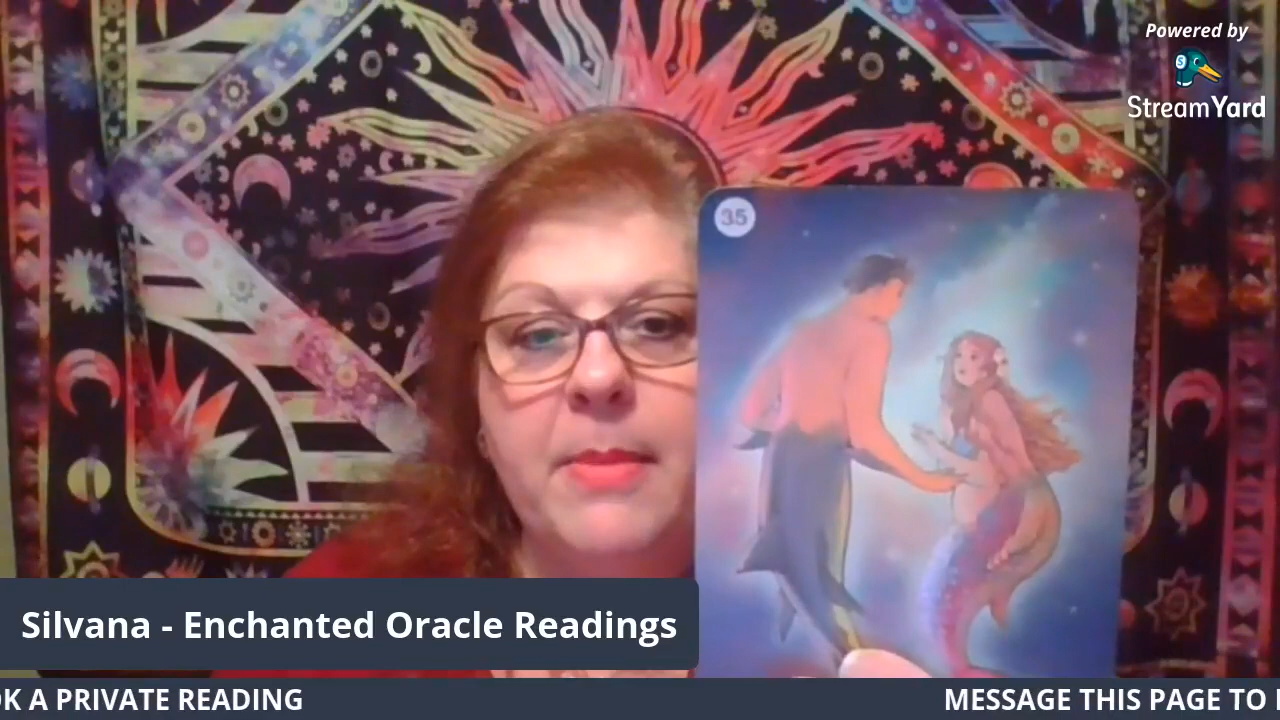 Powered by
StreamYard
35
Silvana - Enchanted Oracle Readings
A PRIVATE READING
MESSAGE THIS PAGE TO